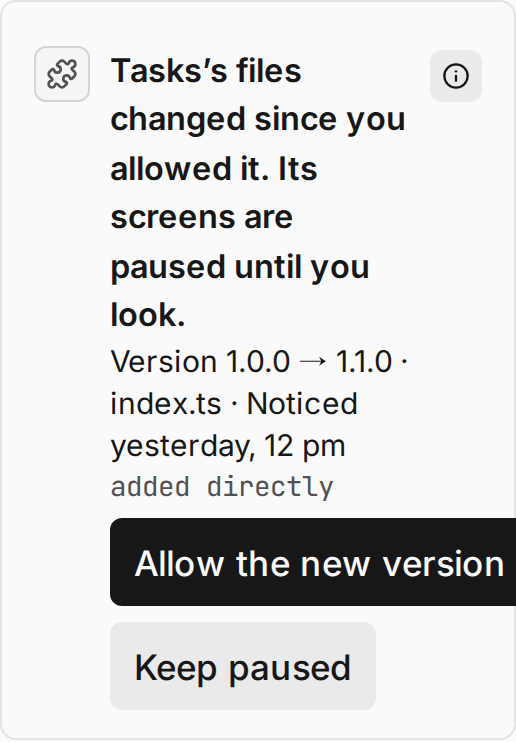 Tasks’s files
changed since you
allowed it. Its
screens are
paused until you
look.
Version 1.0.0 → 1.1.0 ·
index.ts · Noticed
yesterday, 12 pm
added directly
Allow the new version
Keep paused